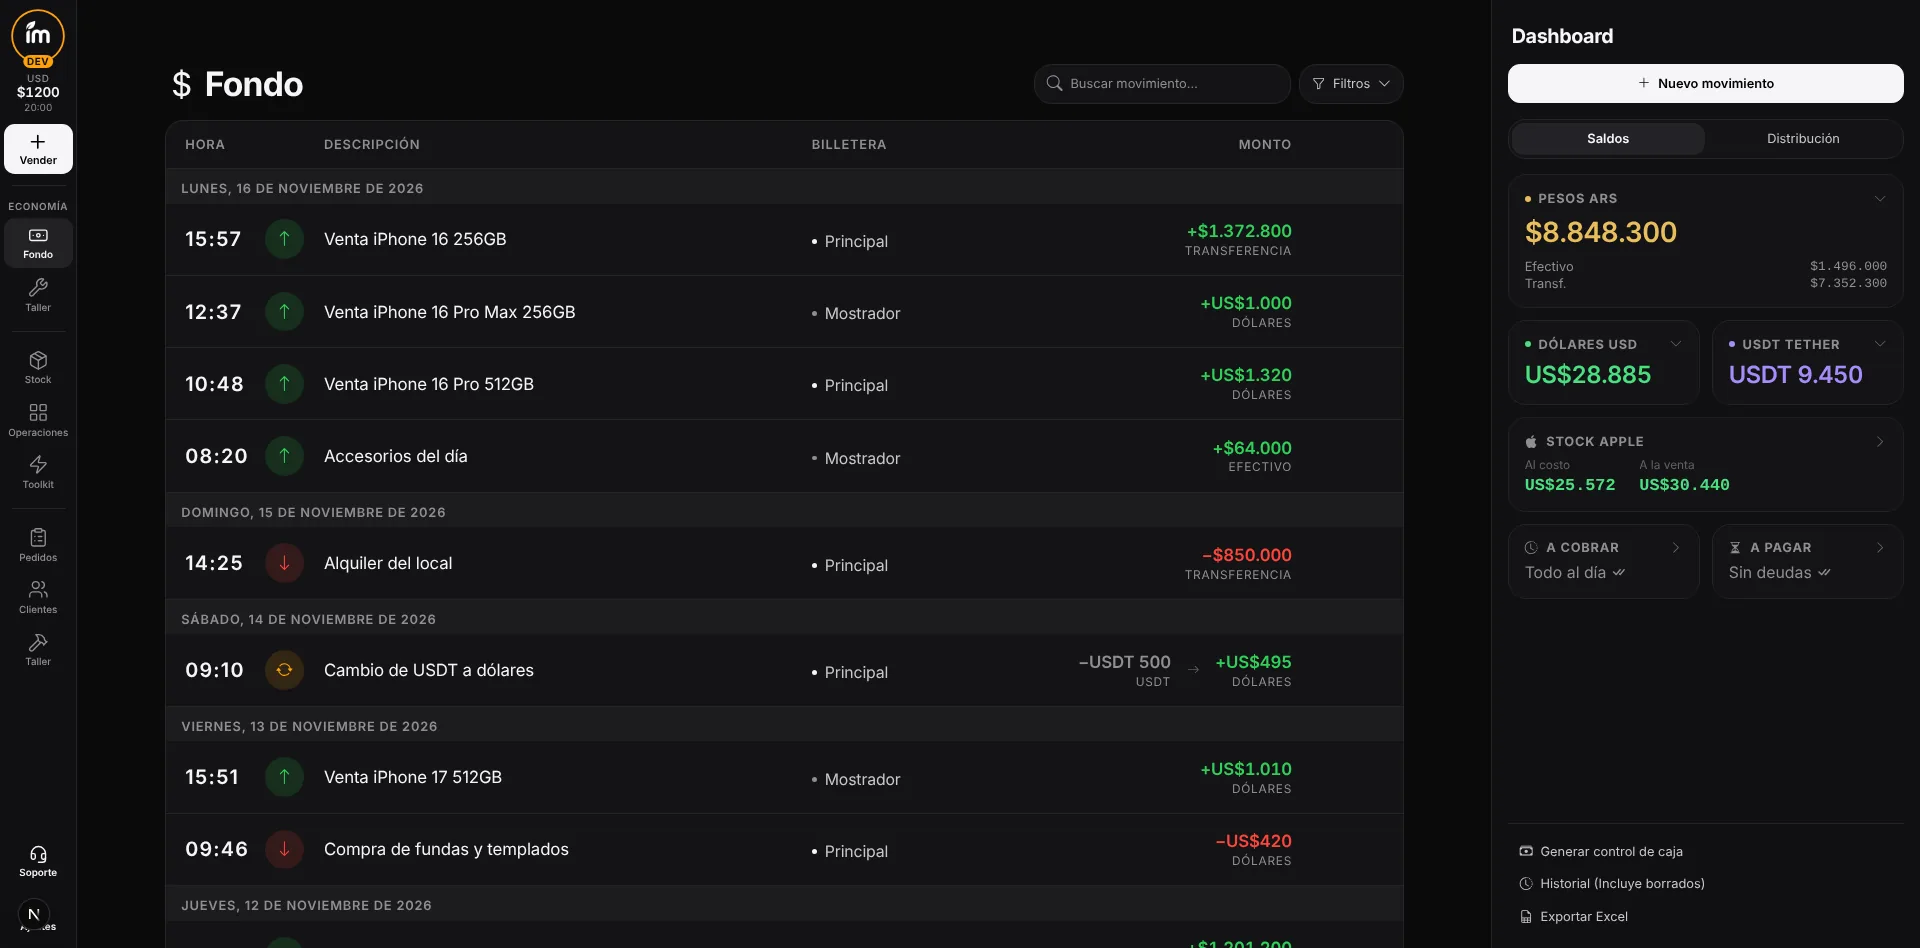 im
DEV
USD
$1200
20:00
Vender
ECONOMÍA
Fondo
Taller
Stock
Operaciones
Toolkit
Pedidos
Clientes
Taller
Soporte
N
$ Fondo
Buscar movimiento...
Filtros
HORA DESCRIPCIÓN BILLETERA MONTO
LUNES, 16 DE NOVIEMBRE DE 2026
15:57 Venta iPhone 16 256GB Principal +$1.372.800
TRANSFERENCIA
12:37 Venta iPhone 16 Pro Max 256GB Mostrador +US$1.000
DÓLARES
10:48 Venta iPhone 16 Pro 512GB Principal +US$1.320
DÓLARES
08:20 Accesorios del día Mostrador +$64.000
EFECTIVO
DOMINGO, 15 DE NOVIEMBRE DE 2026
14:25 Alquiler del local Principal −$850.000
TRANSFERENCIA
SÁBADO, 14 DE NOVIEMBRE DE 2026
09:10 Cambio de USDT a dólares Principal −USDT 500 → +US$495
USDT DÓLARES
VIERNES, 13 DE NOVIEMBRE DE 2026
15:51 Venta iPhone 17 512GB Mostrador +US$1.010
DÓLARES
09:46 Compra de fundas y templados Principal −US$420
DÓLARES
JUEVES, 12 DE NOVIEMBRE DE 2026
Dashboard
+ Nuevo movimiento
Saldos Distribución
PESOS ARS
$8.848.300
Efectivo $1.496.000
Transf. $7.352.300
DÓLARES USD
US$28.885
USDT TETHER
USDT 9.450
STOCK APPLE
Al costo A la venta
US$25.572 US$30.440
A COBRAR
Todo al día
A PAGAR
Sin deudas
Generar control de caja
Historial (Incluye borrados)
Exportar Excel